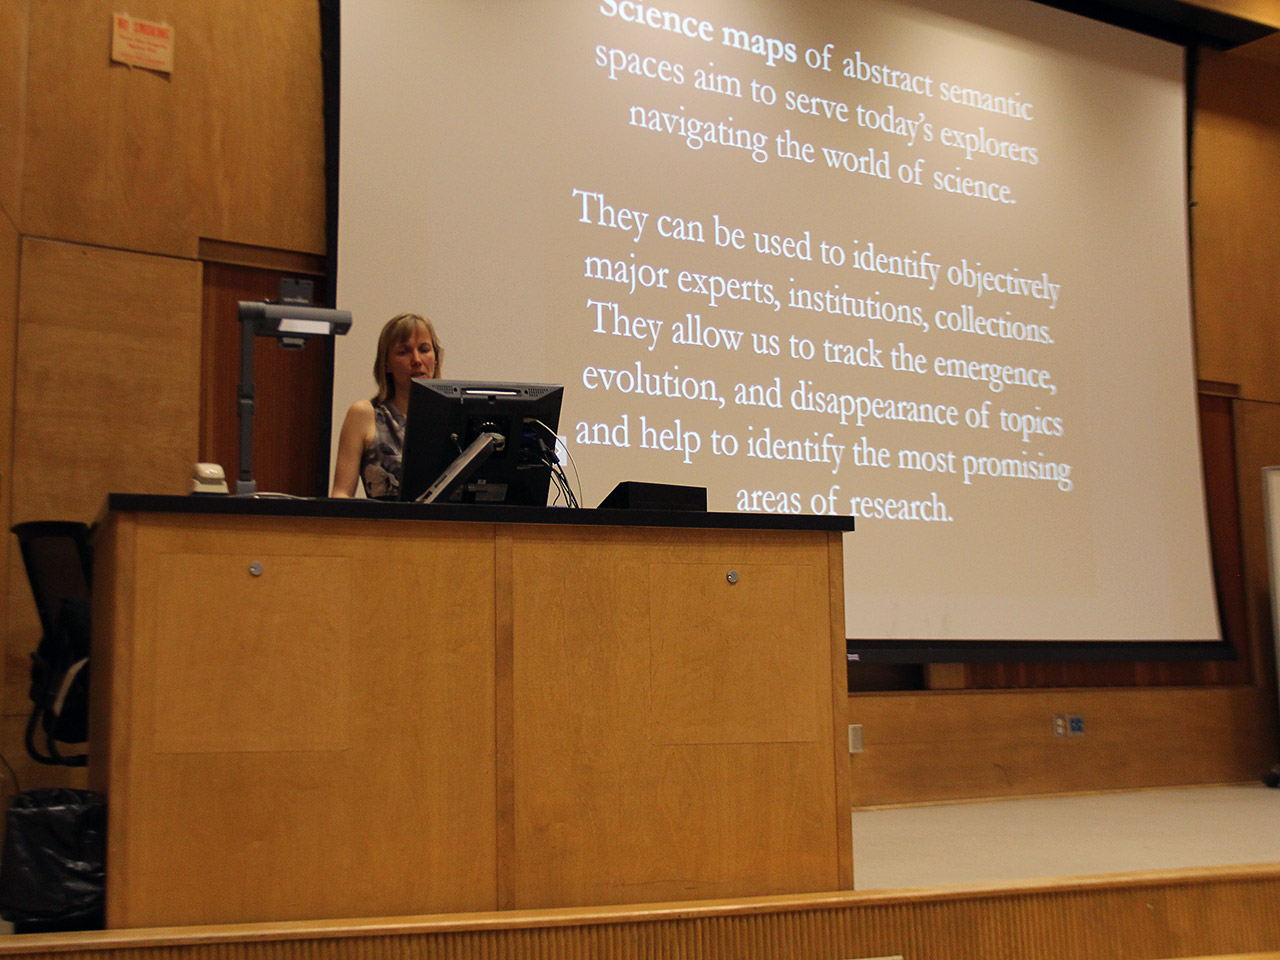 NO SMOKING
Science maps of abstract semantic
spaces aim to serve today's explorers
navigating the world of science.
They can be used to identify objectively
major experts, institutions, collections.
They allow us to track the emergence,
evolution, and disappearance of topics
and help to identify the most promising
areas of research.